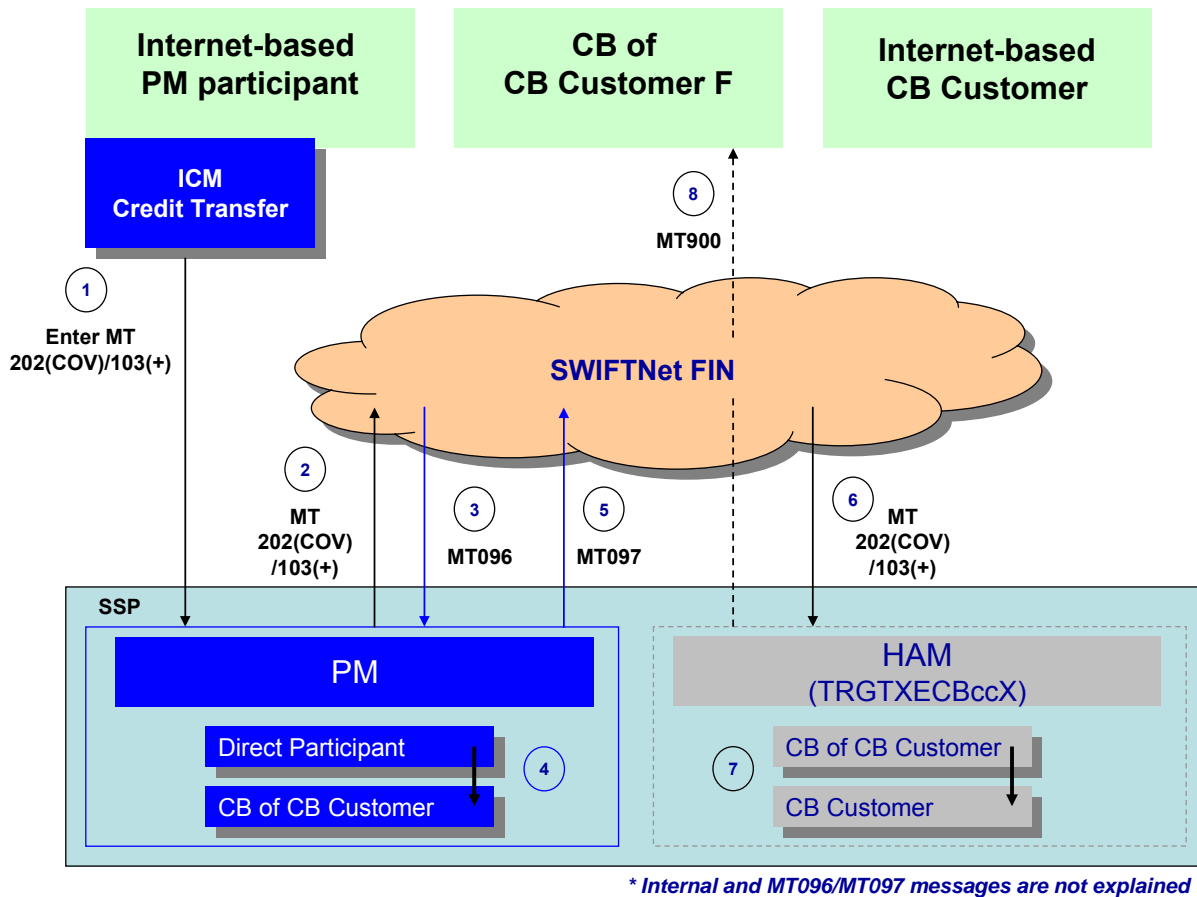 Internet-based
PM participant
CB of
CB Customer F
Internet-based
CB Customer
ICM
Credit Transfer
8
MT900
1
Enter MT
202(COV)/103(+)
SWIFTNet FIN
2
MT
202(COV)
/103(+)
3
MT096
5
MT097
6
MT
202(COV)
/103(+)
SSP
PM
HAM
(TRGTXECBccX)
Direct Participant
CB of CB Customer
4
7
CB of CB Customer
CB Customer
* Internal and MT096/MT097 messages are not explained